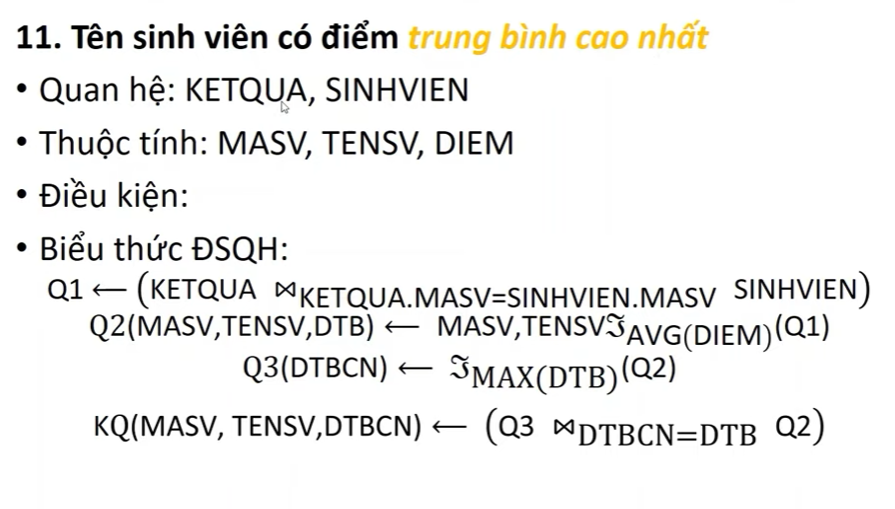 11. Tên sinh viên có điểm trung bình cao nhất
• Quan hệ: KETQUA, SINHVIEN
• Thuộc tính: MASV, TENSV, DIEM
• Điều kiện:
• Biểu thức ĐSQH:
Q1 ⟵ (KETQUA ⋈KETQUA.MASV=SINHVIEN.MASV SINHVIEN)
Q2(MASV,TENSV,DTB) ⟵ MASV,TENSVℑAVG(DIEM)(Q1)
Q3(DTBCN) ⟵ ℑMAX(DTB)(Q2)
KQ(MASV, TENSV,DTBCN) ⟵ (Q3 ⋈DTBCN=DTB Q2)